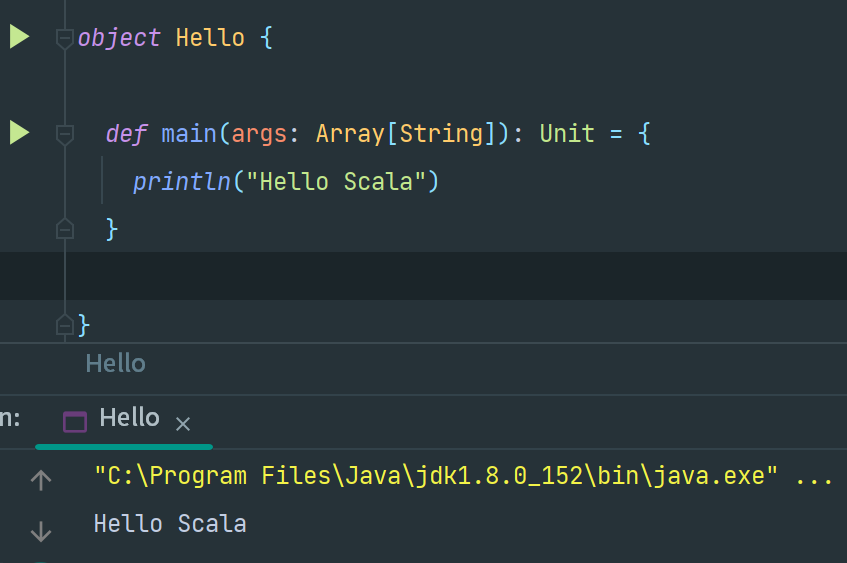 object Hello {
def main(args: Array[String]): Unit = {
println("Hello Scala")
}
}
Hello
n: Hello ×
"C:\Program Files\Java\jdk1.8.0_152\bin\java.exe" ...
Hello Scala